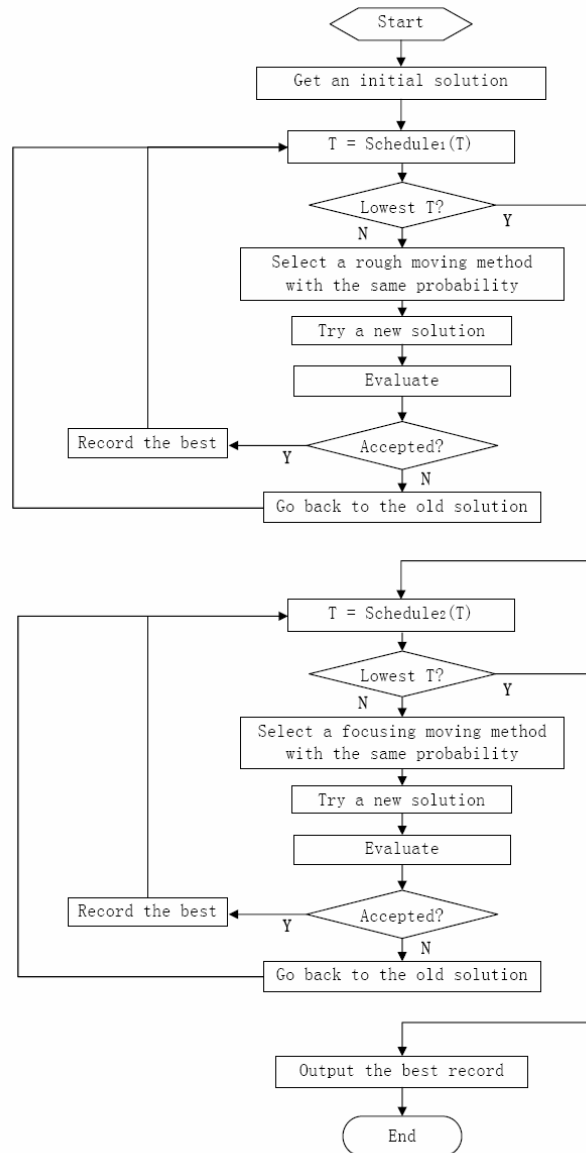 Start
Get an initial solution
T = Schedule₁(T)
Lowest T?
Y
N
Select a rough moving method
with the same probability
Try a new solution
Evaluate
Record the best
Accepted?
Y
N
Go back to the old solution
T = Schedule₂(T)
Lowest T?
Y
N
Select a focusing moving method
with the same probability
Try a new solution
Evaluate
Record the best
Accepted?
Y
N
Go back to the old solution
Output the best record
End